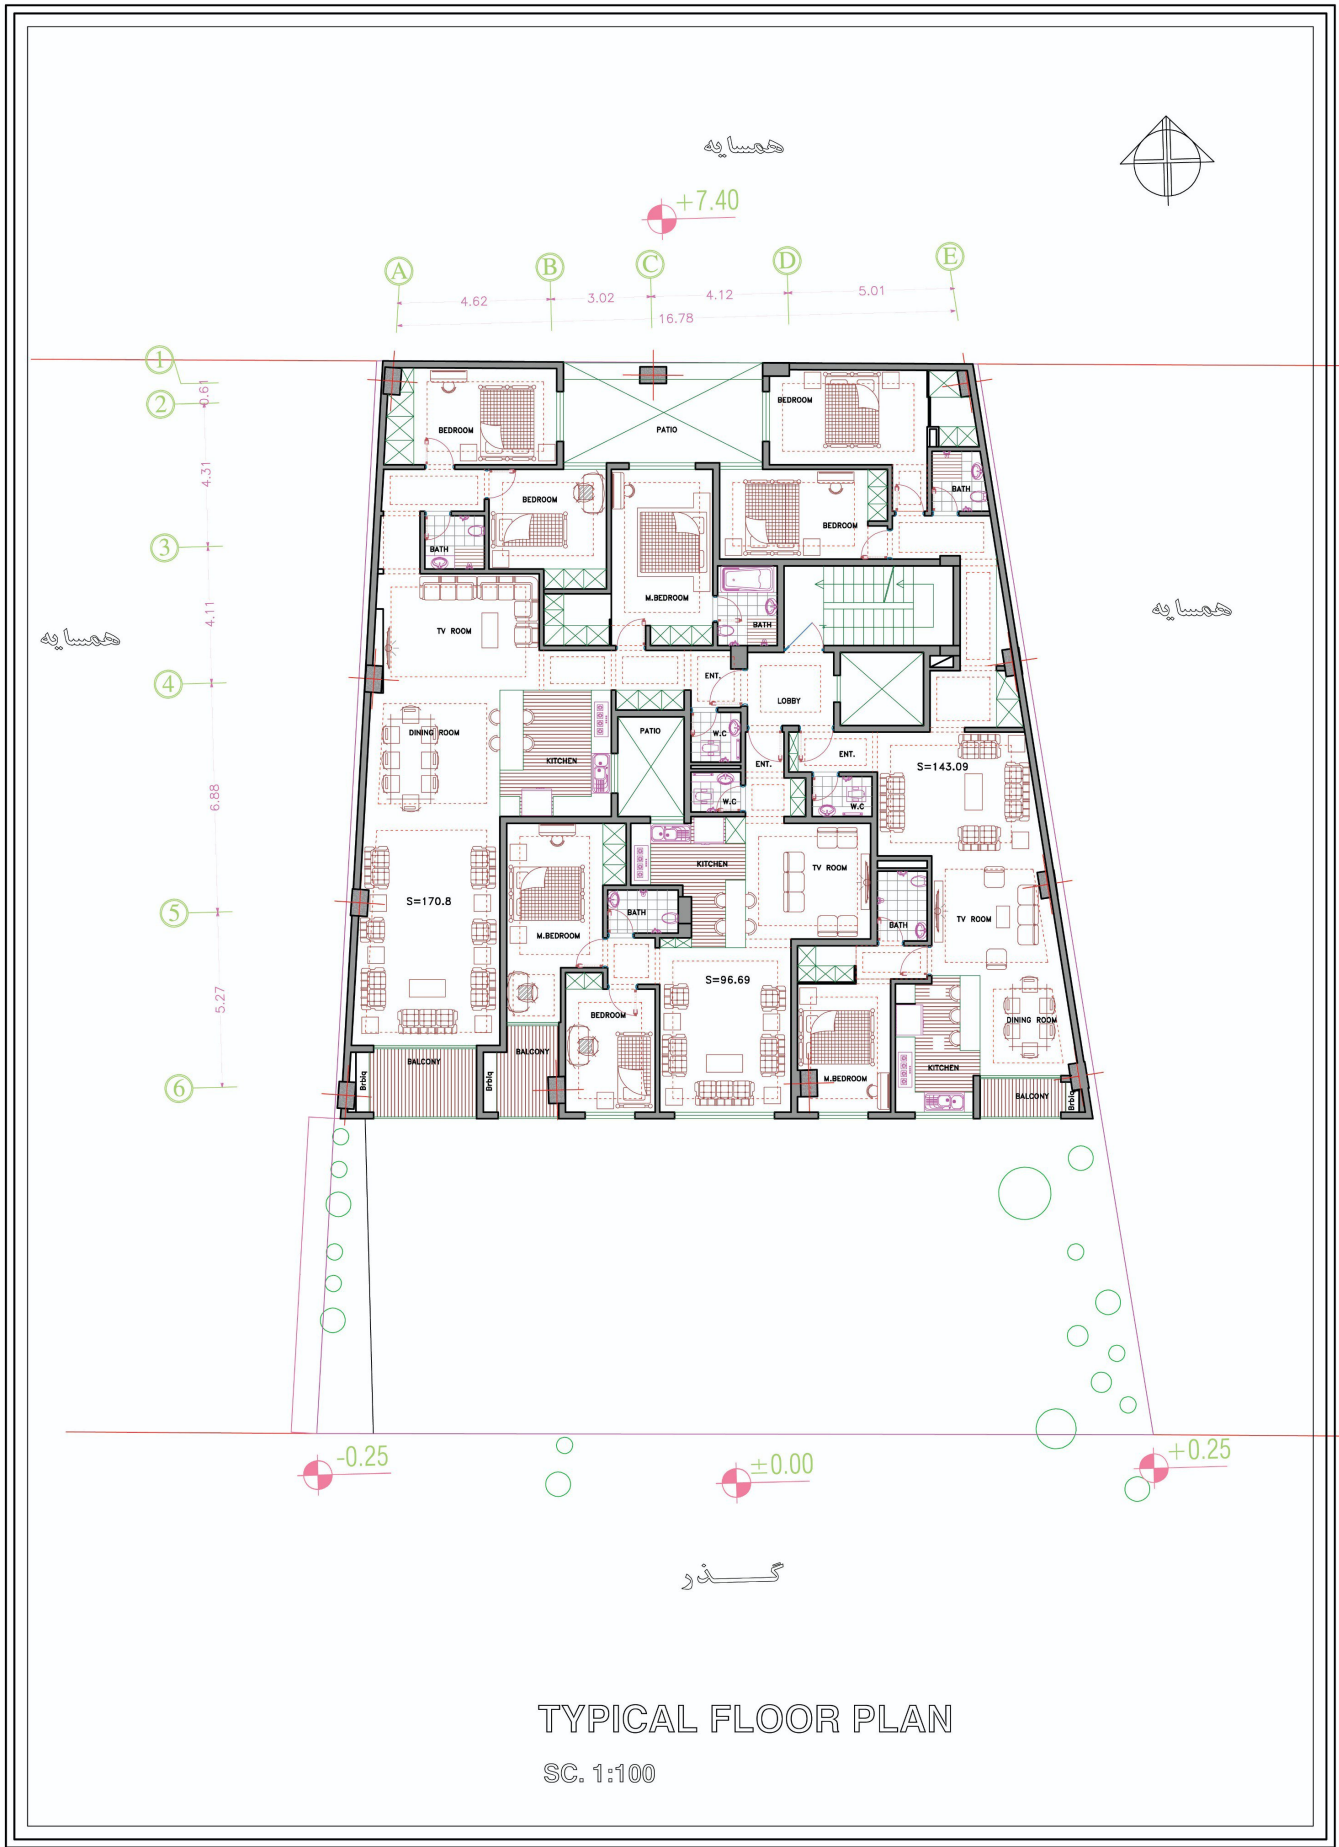 همسایه
+7.40
A B C D E
4.62 3.02 4.12 5.01
16.78
1
0.61
2
4.31
3
4.11
4
6.88
5
5.27
6
همسایه
همسایه
BEDROOM
PATIO
BEDROOM
BEDROOM
BEDROOM
BATH
BATH
M.BEDROOM
BATH
TV ROOM
ENT.
LOBBY
DINING ROOM
PATIO
W.C
KITCHEN
ENT.
ENT.
S=143.09
W.C
W.C
KITCHEN
TV ROOM
S=170.8
BATH
TV ROOM
BATH
M.BEDROOM
S=96.69
BEDROOM
DINING ROOM
BALCONY
BALCONY
KITCHEN
M.BEDROOM
Brbiq
Brbiq
BALCONY
Brbiq
-0.25
±0.00
+0.25
گذر
TYPICAL FLOOR PLAN
SC. 1:100